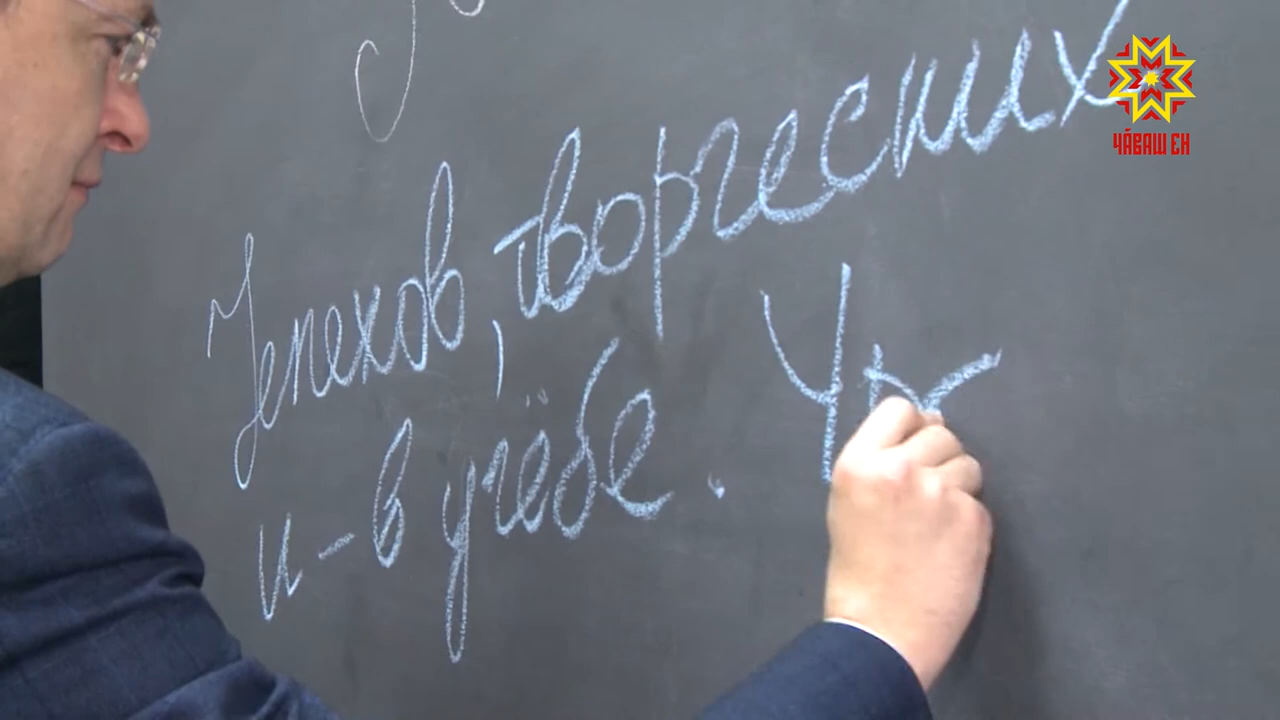 Успехов, творческих
и - в учёбе.
ЧӐВАШ ЕН